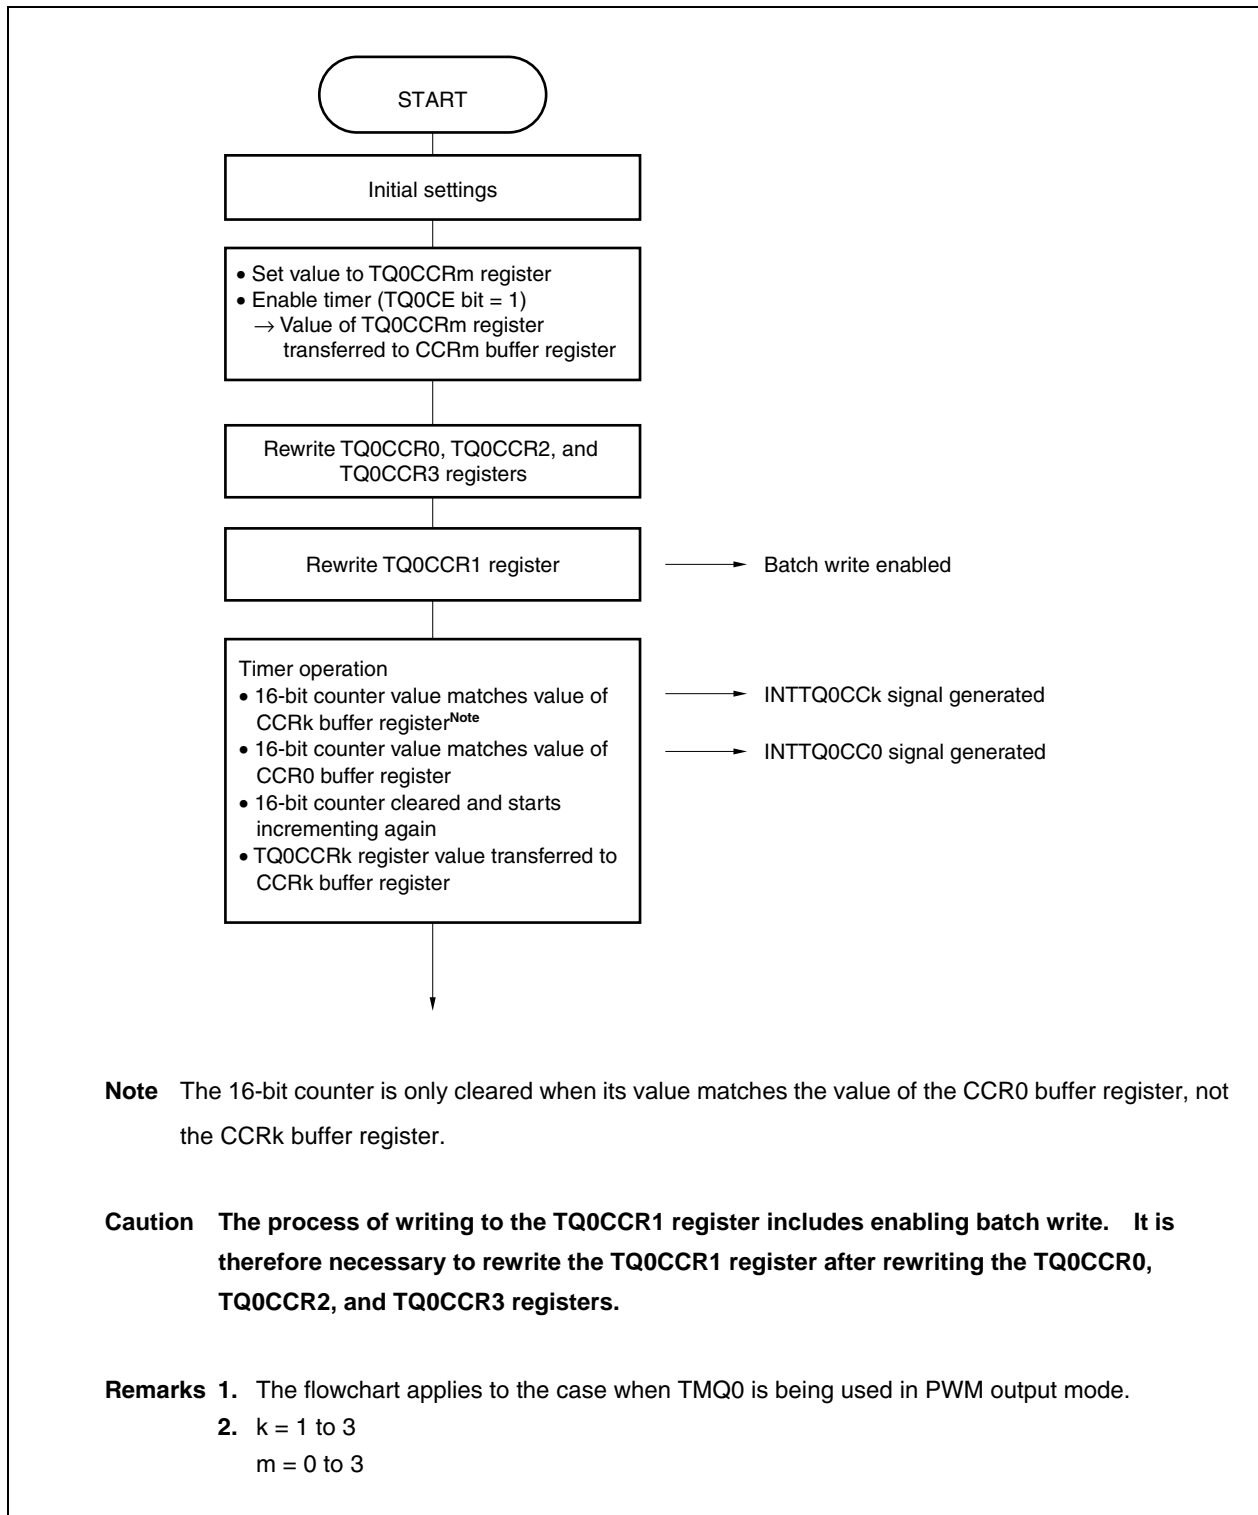 START
Initial settings
• Set value to TQ0CCRm register
• Enable timer (TQ0CE bit = 1)
→ Value of TQ0CCRm register
transferred to CCRm buffer register
Rewrite TQ0CCR0, TQ0CCR2, and
TQ0CCR3 registers
Rewrite TQ0CCR1 register
Batch write enabled
Timer operation
• 16-bit counter value matches value of
CCRk buffer registerNote
INTTQ0CCk signal generated
• 16-bit counter value matches value of
CCR0 buffer register
INTTQ0CC0 signal generated
• 16-bit counter cleared and starts
incrementing again
• TQ0CCRk register value transferred to
CCRk buffer register
Note The 16-bit counter is only cleared when its value matches the value of the CCR0 buffer register, not
the CCRk buffer register.
Caution The process of writing to the TQ0CCR1 register includes enabling batch write. It is
therefore necessary to rewrite the TQ0CCR1 register after rewriting the TQ0CCR0,
TQ0CCR2, and TQ0CCR3 registers.
Remarks 1. The flowchart applies to the case when TMQ0 is being used in PWM output mode.
2. k = 1 to 3
m = 0 to 3